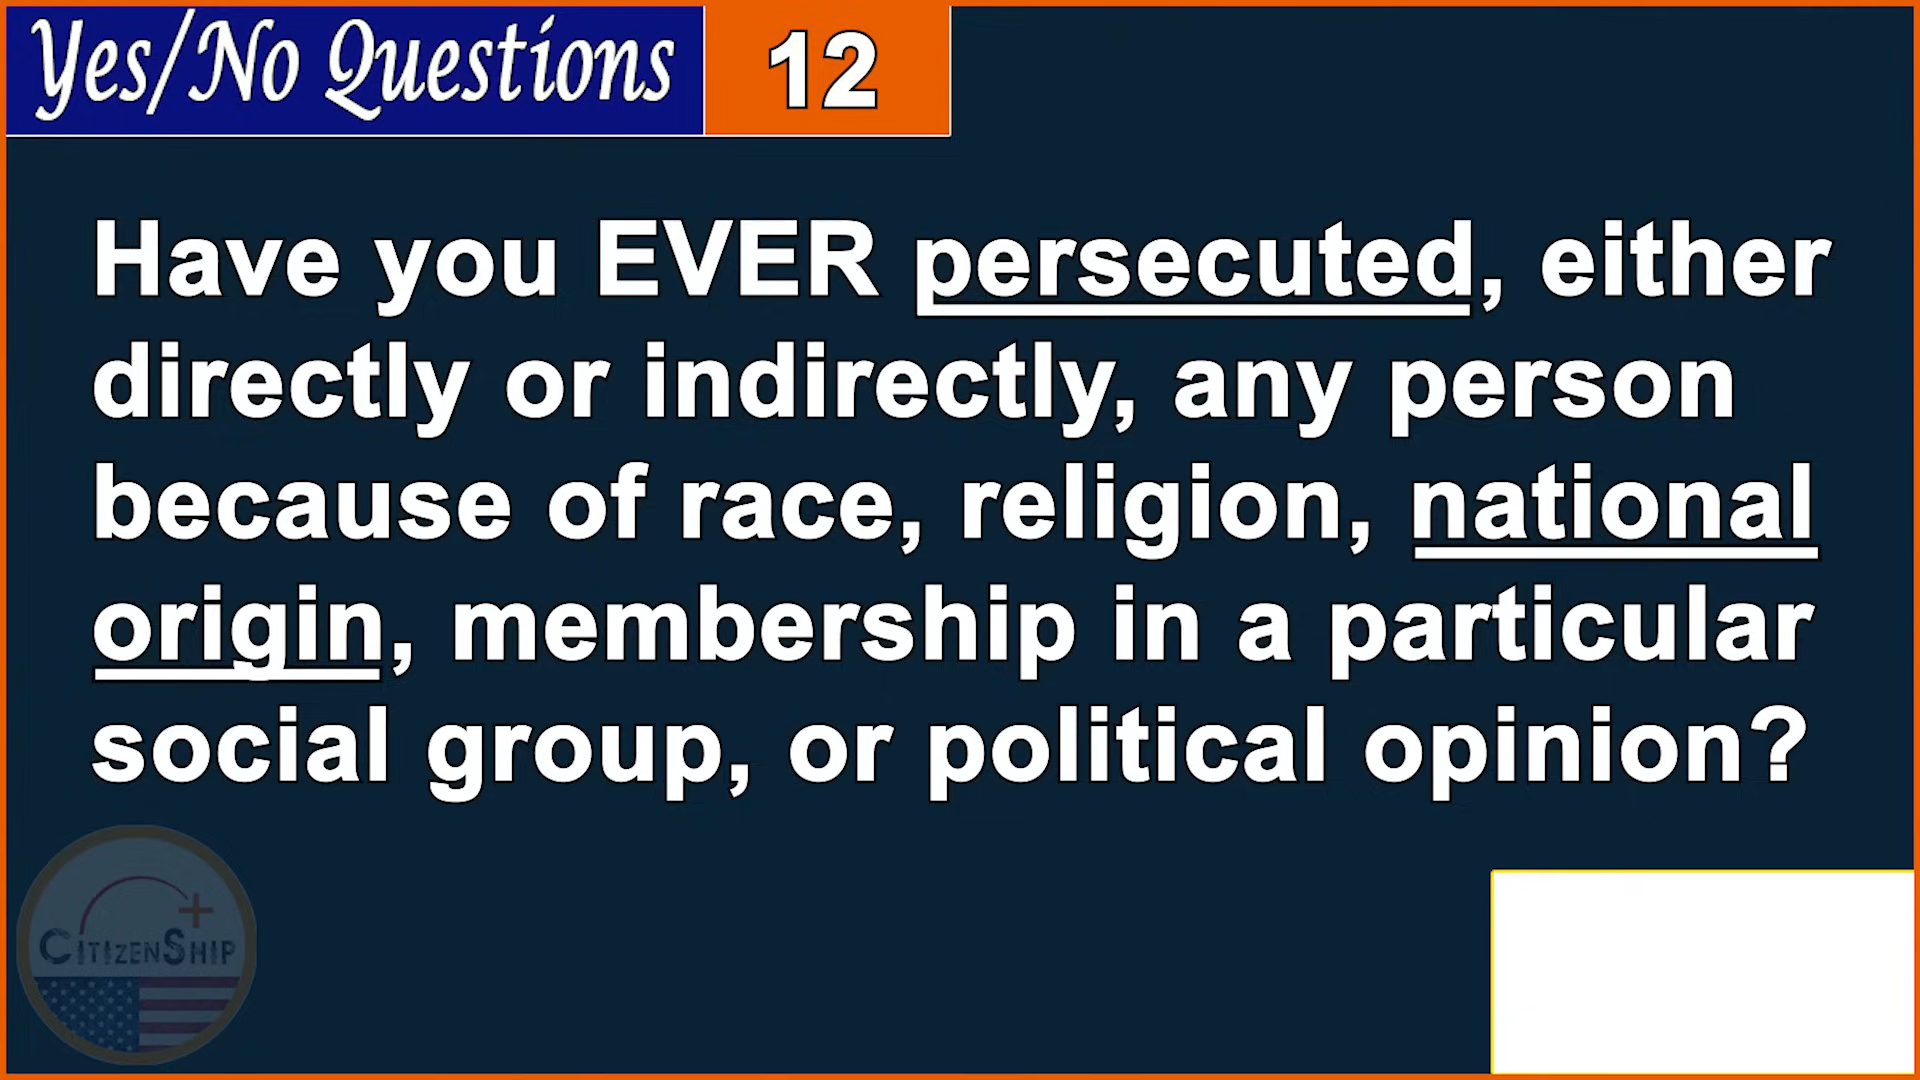 Yes/No Questions
12
Have you EVER persecuted, either
directly or indirectly, any person
because of race, religion, national
origin, membership in a particular
social group, or political opinion?
CITIZENSHIP